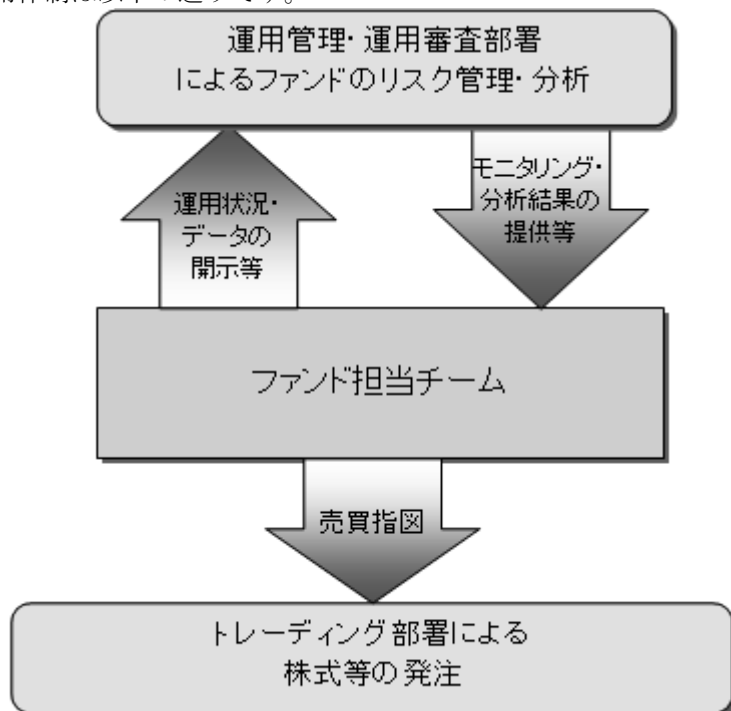 運用管理・運用審査部署
によるファンドのリスク管理・分析
運用状況・
データの
開示等
モニタリング・
分析結果の
提供等
ファンド担当チーム
売買指図
トレーディング部署による
株式等の発注